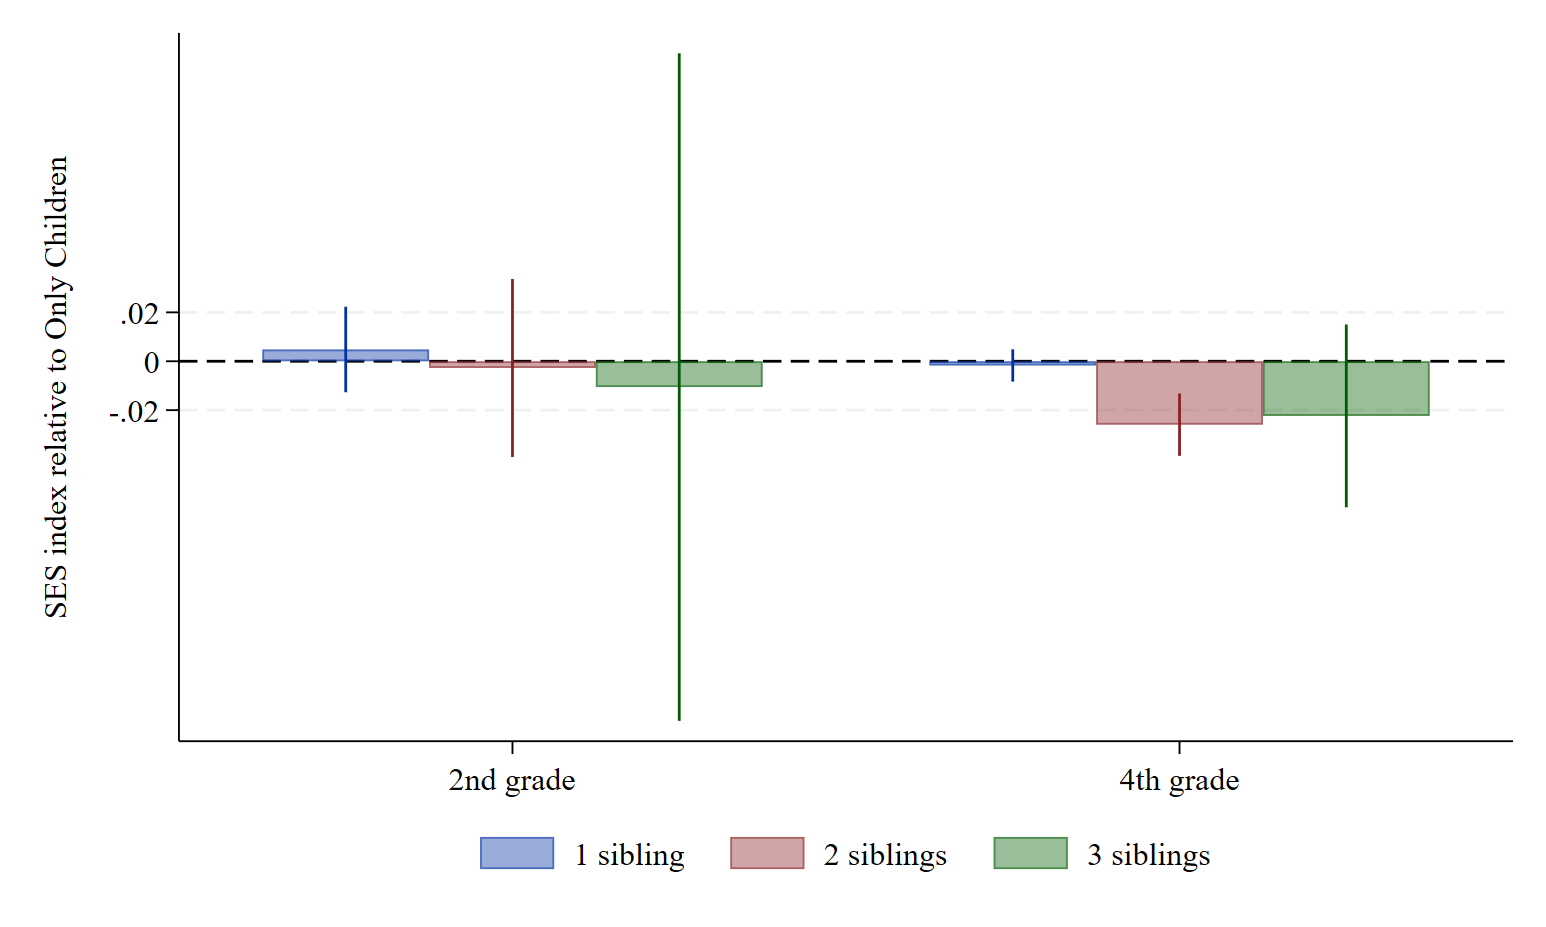 SES index relative to Only Children
.02
0
-.02
2nd grade 4th grade
1 sibling 2 siblings 3 siblings